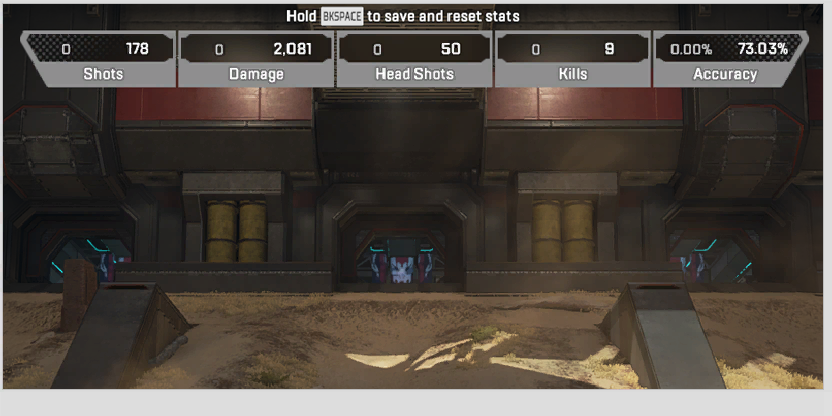 Hold BKSPACE to save and reset stats
0 178 0 2,081 0 50 0 9 0.00% 73.03%
Shots Damage Head Shots Kills Accuracy